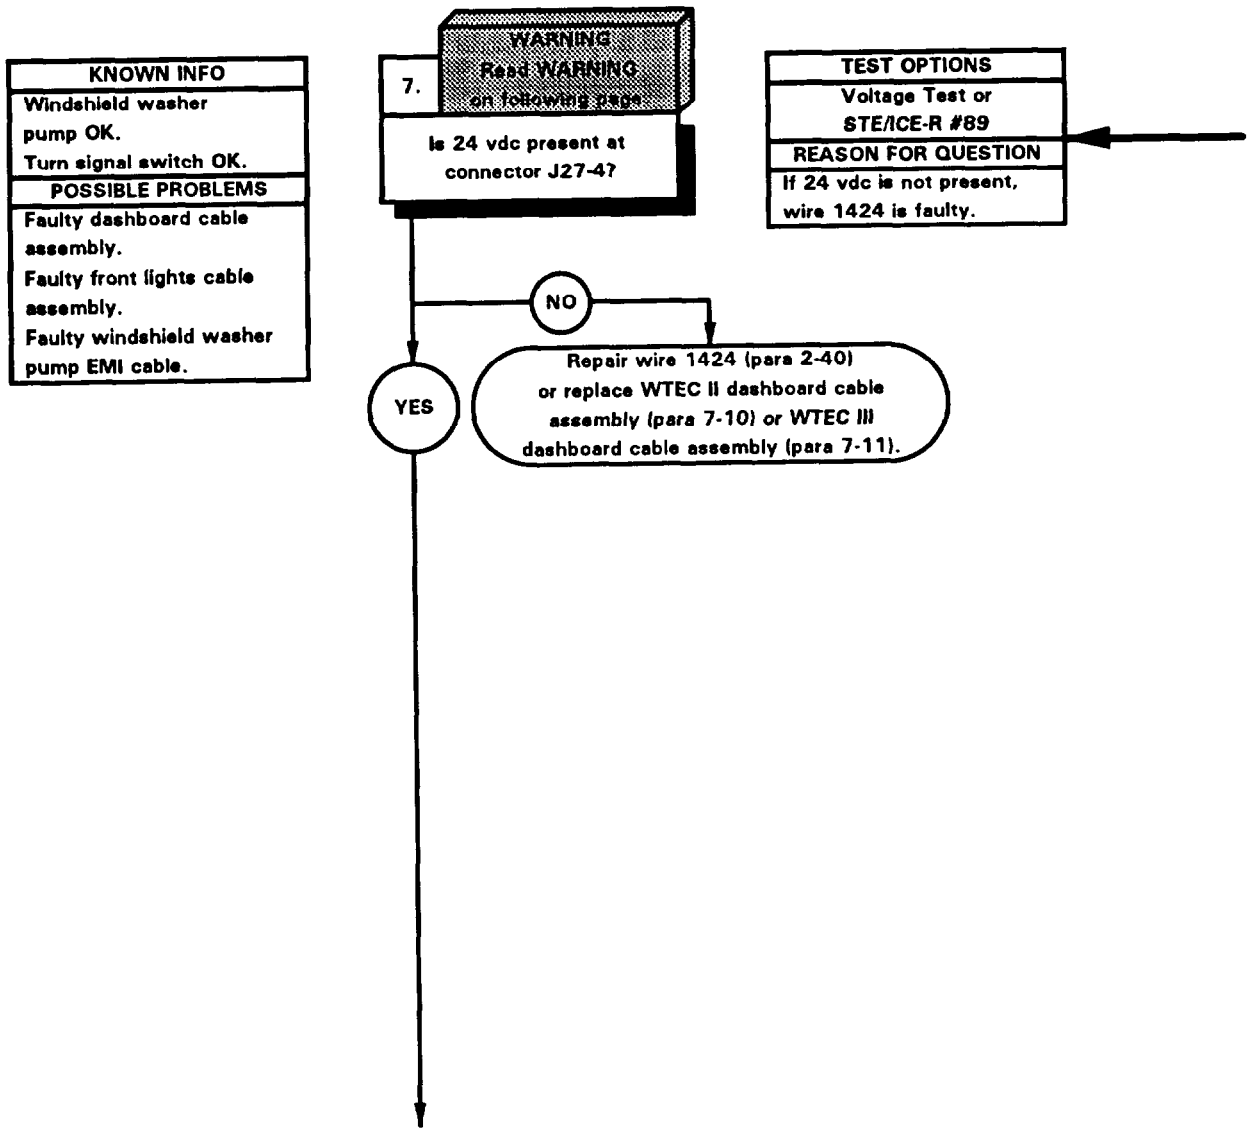 KNOWN INFO
Windshield washer
pump OK.
Turn signal switch OK.
POSSIBLE PROBLEMS
Faulty dashboard cable
assembly.
Faulty front lights cable
assembly.
Faulty windshield washer
pump EMI cable.
WARNING
Read WARNING
on following page
7.
Is 24 vdc present at
connector J27-4?
TEST OPTIONS
Voltage Test or
STE/ICE-R #89
REASON FOR QUESTION
If 24 vdc is not present,
wire 1424 is faulty.
NO
YES
Repair wire 1424 (para 2-40)
or replace WTEC II dashboard cable
assembly (para 7-10) or WTEC III
dashboard cable assembly (para 7-11).